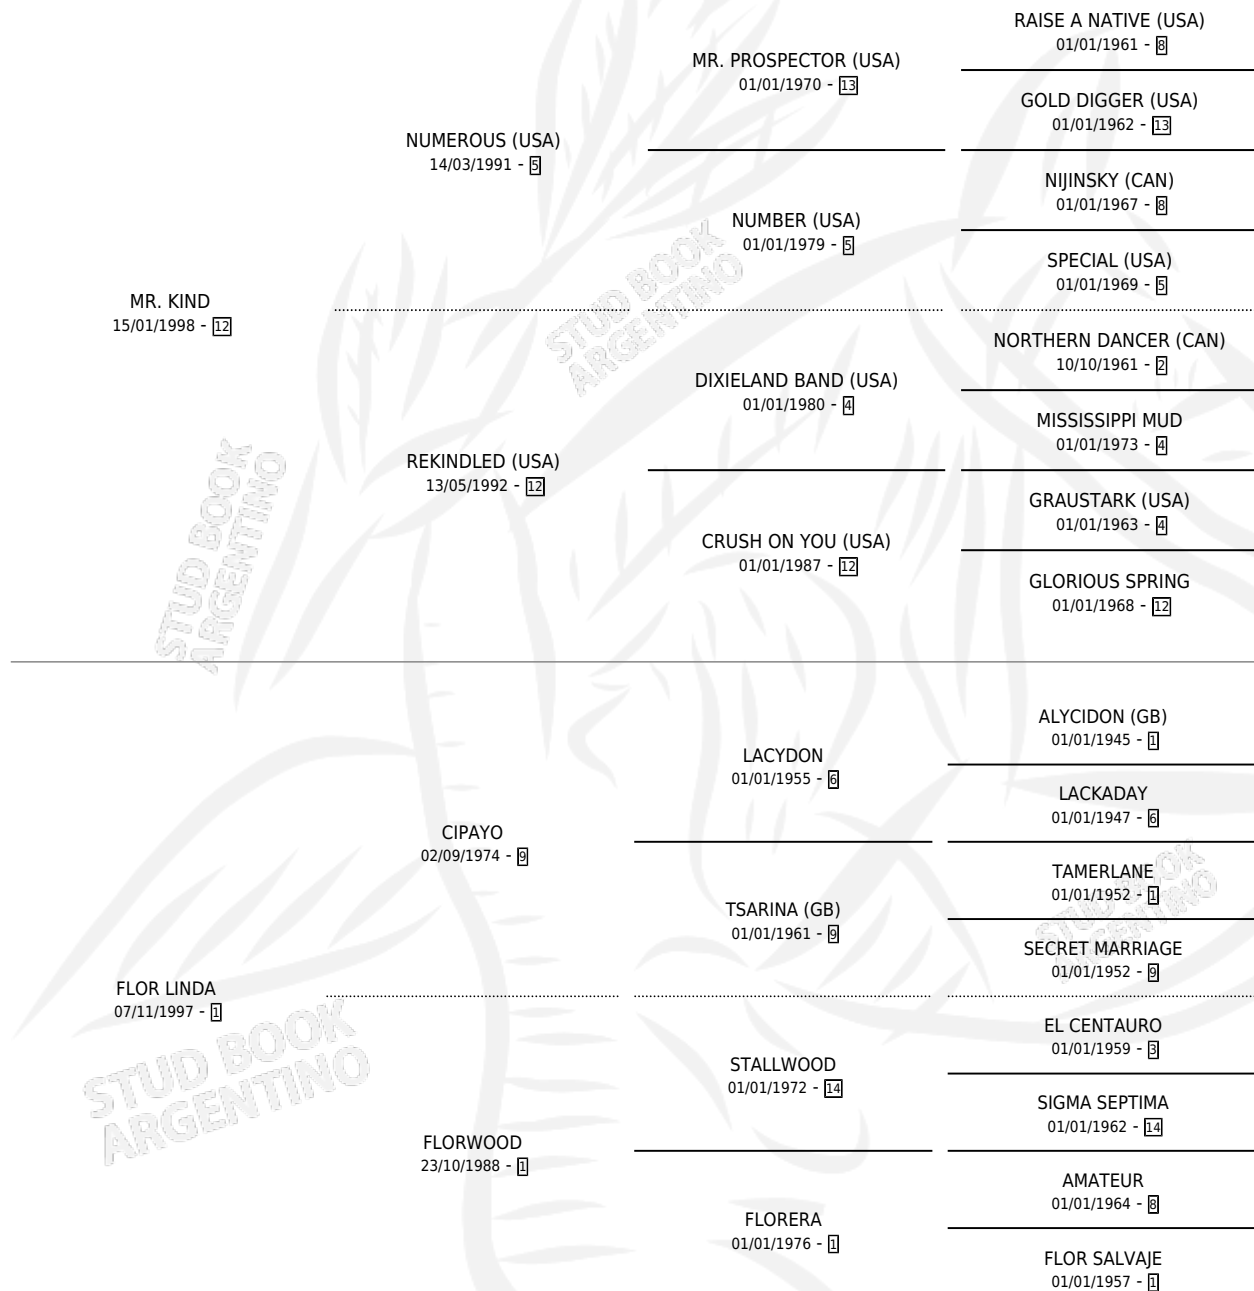 RAISE A NATIVE (USA)
01/01/1961 - 8
MR. PROSPECTOR (USA)
01/01/1970 - 13
GOLD DIGGER (USA)
01/01/1962 - 13
NUMEROUS (USA)
14/03/1991 - 5
NIJINSKY (CAN)
01/01/1967 - 8
NUMBER (USA)
01/01/1979 - 5
SPECIAL (USA)
01/01/1969 - 5
MR. KIND
15/01/1998 - 12
NORTHERN DANCER (CAN)
10/10/1961 - 2
DIXIELAND BAND (USA)
01/01/1980 - 4
MISSISSIPPI MUD
01/01/1973 - 4
REKINDLED (USA)
13/05/1992 - 12
GRAUSTARK (USA)
01/01/1963 - 4
CRUSH ON YOU (USA)
01/01/1987 - 12
GLORIOUS SPRING
01/01/1968 - 12
ALYCIDON (GB)
01/01/1945 - 1
LACYDON
01/01/1955 - 6
LACKADAY
01/01/1947 - 6
CIPAYO
02/09/1974 - 9
TAMERLANE
01/01/1952 - 1
TSARINA (GB)
01/01/1961 - 9
SECRET MARRIAGE
01/01/1952 - 9
FLOR LINDA
07/11/1997 - 1
EL CENTAURO
01/01/1959 - 3
STALLWOOD
01/01/1972 - 14
SIGMA SEPTIMA
01/01/1962 - 14
FLORWOOD
23/10/1988 - 1
AMATEUR
01/01/1964 - 8
FLORERA
01/01/1976 - 1
FLOR SALVAJE
01/01/1957 - 1
STUD BOOK
ARGENTINO
STUD BOOK
ARGENTINO
STUD BOOK
ARGENTINO
STUD BOOK
ARGENTINO